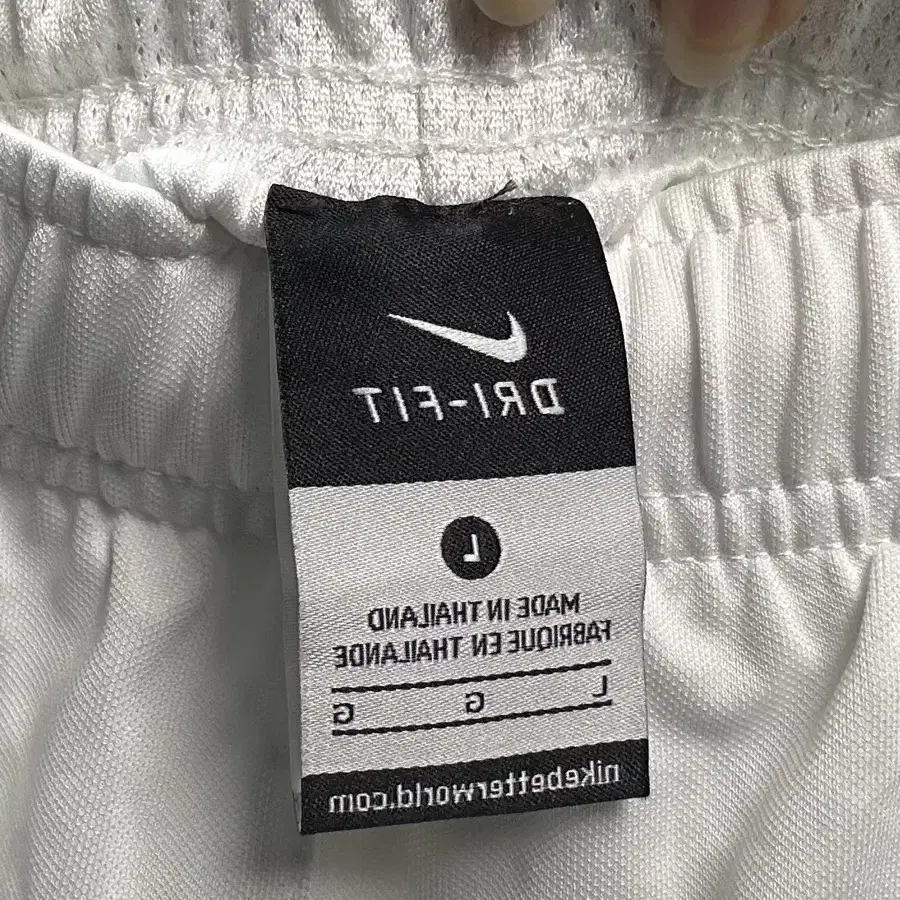 DRI-FIT
L
MADE IN THAILAND
FABRIQUE EN THAILANDE
L G G
nikebetterworld.com